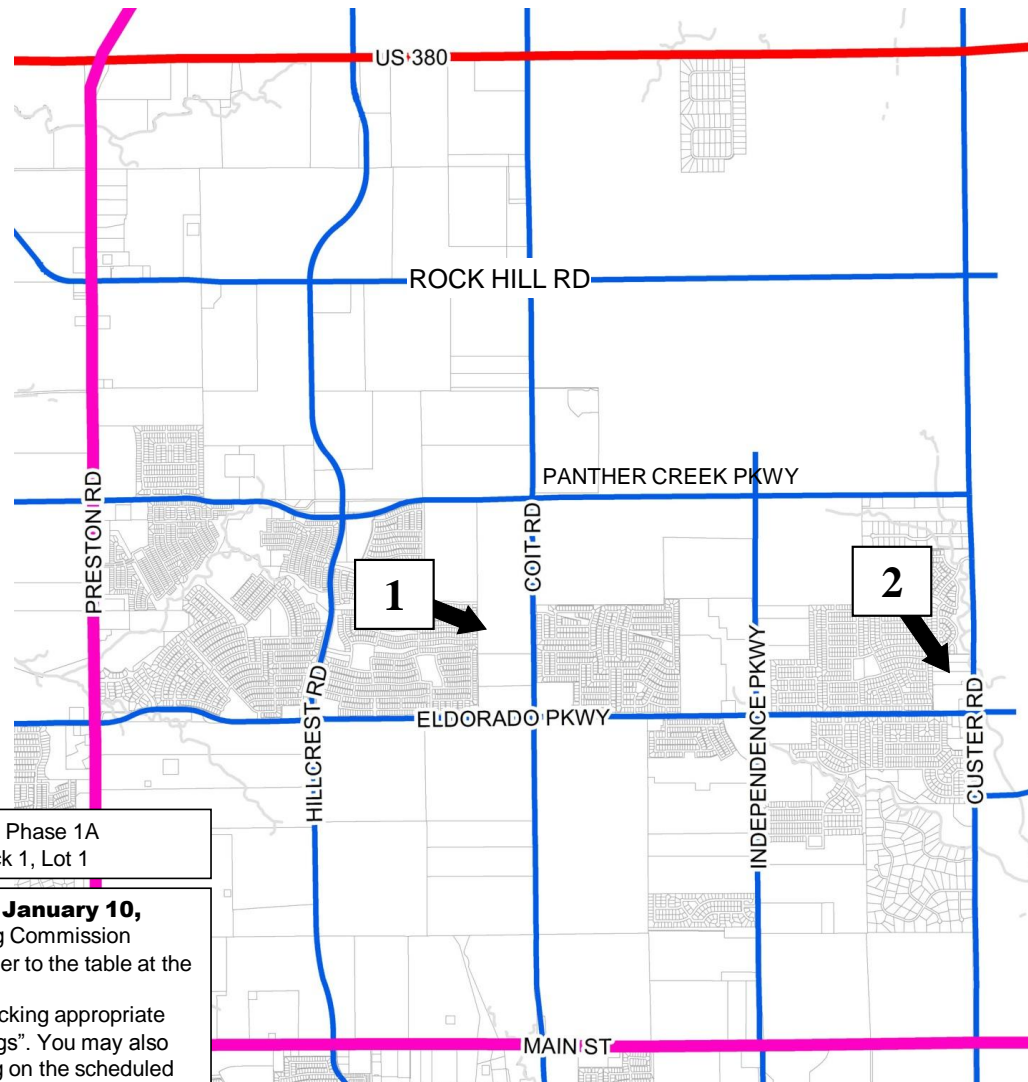 US 380
ROCK HILL RD
PANTHER CREEK PKWY
PRESTON RD
COIT RD
1
2
HILLCREST RD
INDEPENDENCE PKWY
CUSTER RD
ELDORADO PKWY
Phase 1A
ck 1, Lot 1
January 10,
g Commission
er to the table at the
cking appropriate
gs”. You may also
g on the scheduled
MAIN ST